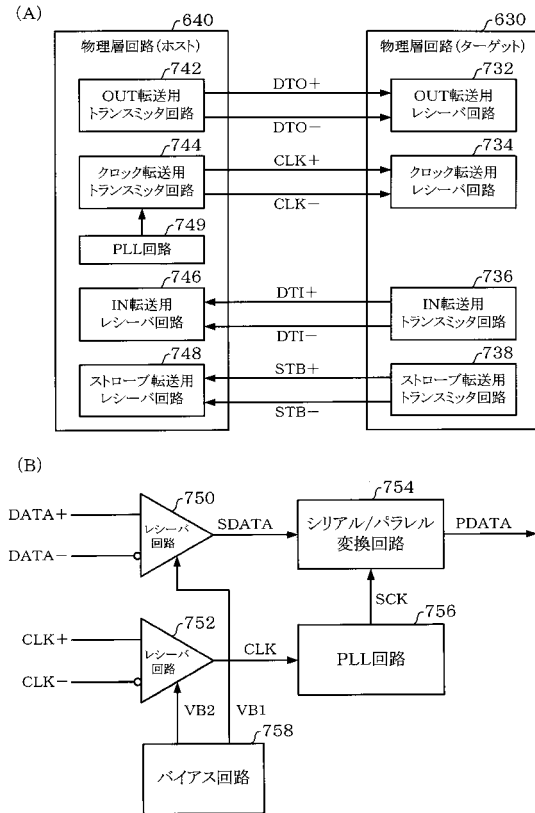 (A)
640
630
物理層回路(ホスト)
物理層回路(ターゲット)
742
OUT転送用
トランスミッタ回路
DTO+
DTO−
732
OUT転送用
レシーバ回路
744
クロック転送用
トランスミッタ回路
CLK+
CLK−
734
クロック転送用
レシーバ回路
749
PLL回路
746
IN転送用
レシーバ回路
DTI+
DTI−
736
IN転送用
トランスミッタ回路
748
ストローブ転送用
レシーバ回路
STB+
STB−
738
ストローブ転送用
トランスミッタ回路
(B)
DATA+
DATA−
750
レシーバ
回路
SDATA
754
シリアル/パラレル
変換回路
PDATA
SCK
CLK+
CLK−
752
レシーバ
回路
CLK
756
PLL回路
VB2
VB1
758
バイアス回路